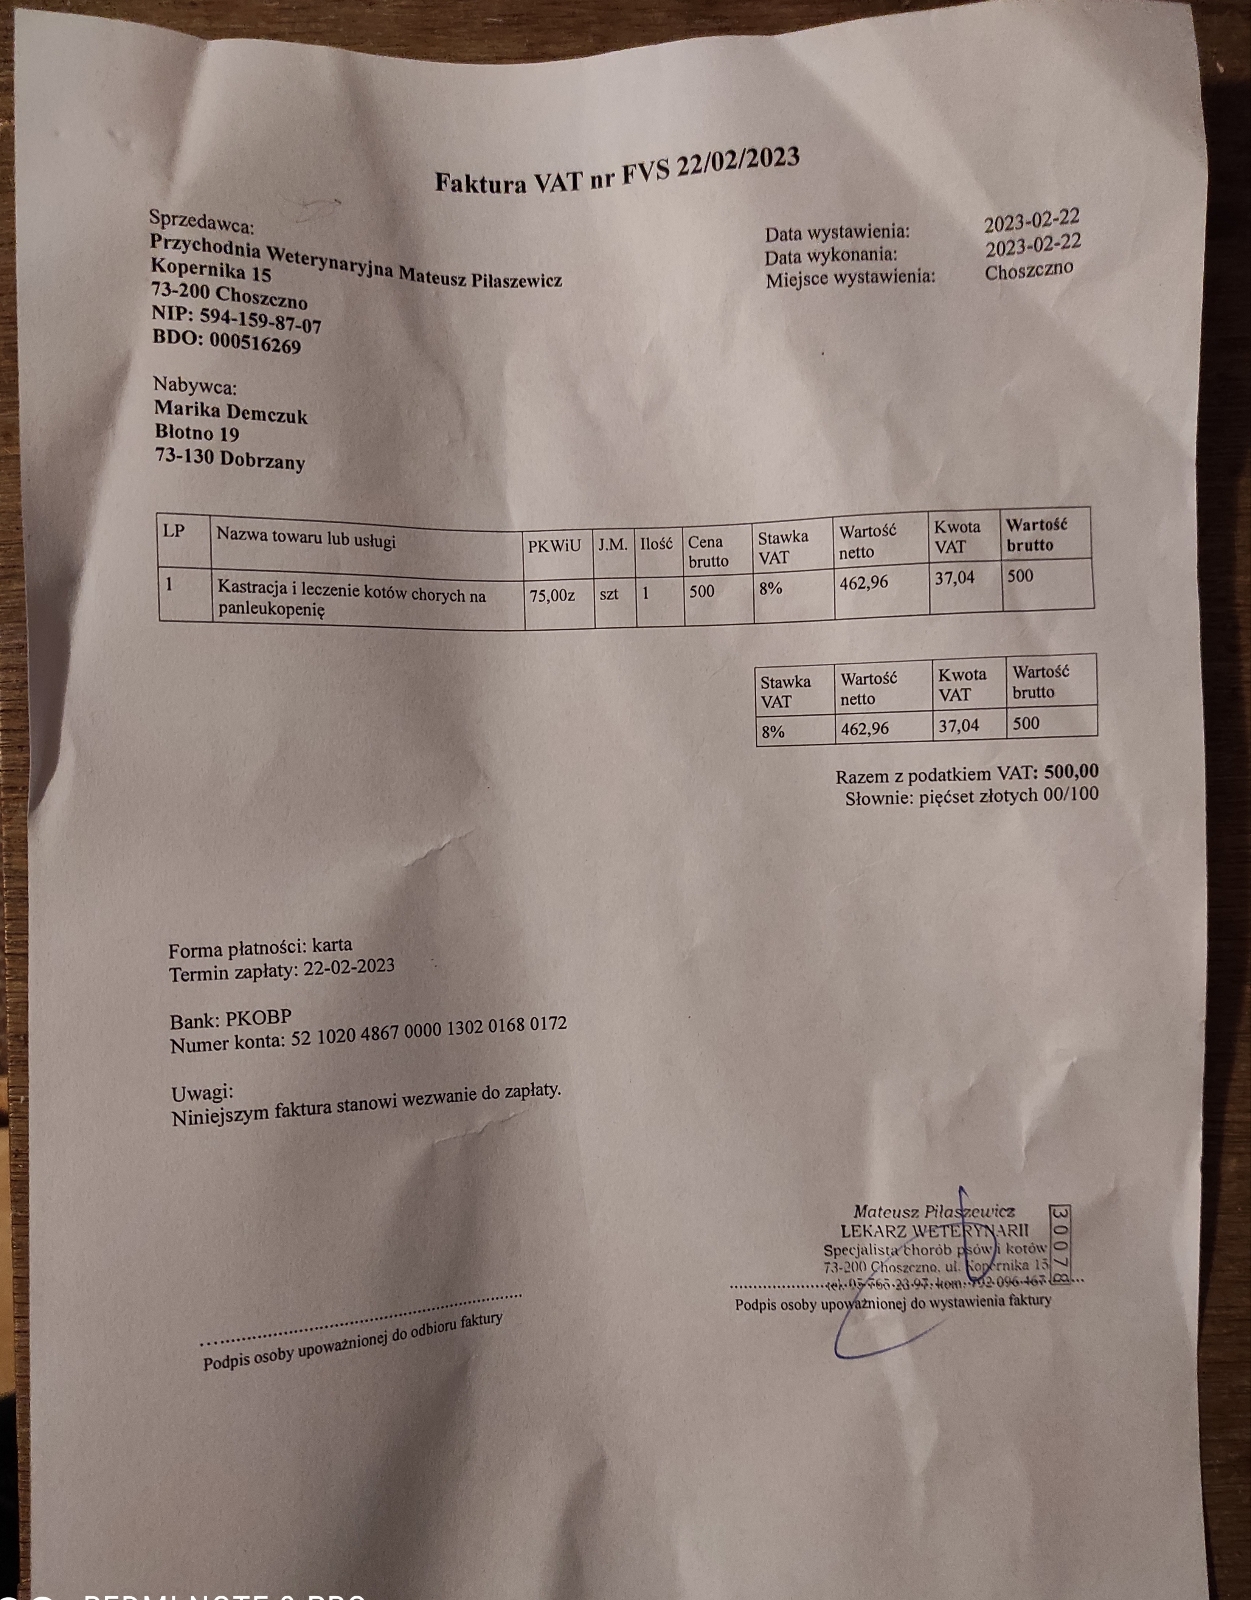 Faktura VAT nr FVS 22/02/2023
Sprzedawca:
Przychodnia Weterynaryjna Mateusz Piłaszewicz
Kopernika 15
73-200 Choszczno
NIP: 594-159-87-07
BDO: 000516269
Data wystawienia: 2023-02-22
Data wykonania: 2023-02-22
Miejsce wystawienia: Choszczno
Nabywca:
Marika Demczuk
Błotno 19
73-130 Dobrzany
LP Nazwa towaru lub usługi PKWiU J.M. Ilość Cena brutto Stawka VAT Wartość netto Kwota VAT Wartość brutto
1 Kastracja i leczenie kotów chorych na panleukopenię 75,00z szt 1 500 8% 462,96 37,04 500
Stawka VAT Wartość netto Kwota VAT Wartość brutto
8% 462,96 37,04 500
Razem z podatkiem VAT: 500,00
Słownie: pięćset złotych 00/100
Forma płatności: karta
Termin zapłaty: 22-02-2023
Bank: PKOBP
Numer konta: 52 1020 4867 0000 1302 0168 0172
Uwagi:
Niniejszym faktura stanowi wezwanie do zapłaty.
Mateusz Piłaszewicz
LEKARZ WETERYNARII
Specjalista chorób psów i kotów
73-200 Choszczno, ul. Kopernika 15
30078
Podpis osoby upoważnionej do wystawienia faktury
Podpis osoby upoważnionej do odbioru faktury